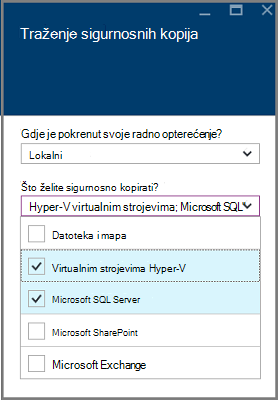 Traženje sigurnosnih kopija
Gdje je pokrenut svoje radno opterećenje?
Lokalni
Što želite sigurnosno kopirati?
Hyper-V virtualnim strojevima; Microsoft SQL
Datoteka i mapa
Virtualnim strojevima Hyper-V
Microsoft SQL Server
Microsoft SharePoint
Microsoft Exchange